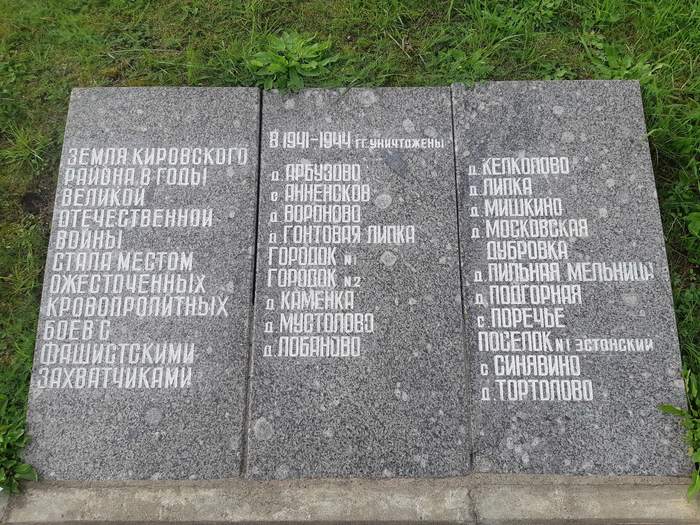 ЗЕМЛЯ КИРОВСКОГО
РАЙОНА В ГОДЫ
ВЕЛИКОЙ
ОТЕЧЕСТВЕННОЙ
ВОЙНЫ
СТАЛА МЕСТОМ
ОЖЕСТОЧЕННЫХ
КРОВОПРОЛИТНЫХ
БОЕВ С
ФАШИСТСКИМИ
ЗАХВАТЧИКАМИ
В 1941-1944 ГГ. УНИЧТОЖЕНЫ
д. АРБУЗОВО
с АННЕНСКОЕ
д ВОРОНОВО
д ГОНТОВАЯ ЛИПКА
ГОРОДОК №1
ГОРОДОК №2
д КАМЕНКА
д. МУСТОЛОВО
д. ЛОБАНОВО
д. КЕЛКОЛОВО
д. ЛИПКА
д. МИШКИНО
д. МОСКОВСКАЯ
ДУБРОВКА
д. ПИЛЬНАЯ МЕЛЬНИЦА
д. ПОДГОРНАЯ
с. ПОРЕЧЬЕ
ПОСЕЛОК №1 ЭСТОНСКИЙ
с СИНЯВИНО
д. ТОРТОЛОВО